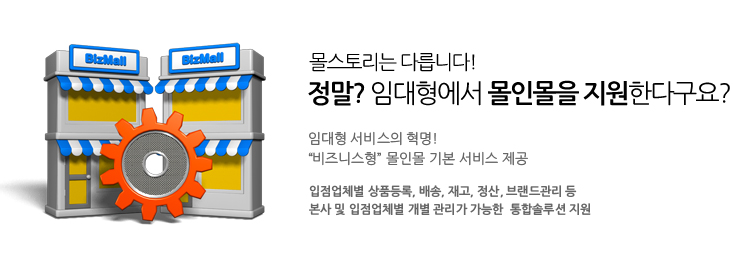 BizMall
BizMall
몰스토리는 다릅니다!
정말? 임대형에서 몰인몰을 지원한다구요?
임대형 서비스의 혁명!
“비즈니스형” 몰인몰 기본 서비스 제공
입점업체별 상품등록, 배송, 재고, 정산, 브랜드관리 등
본사 및 입점업체별 개별 관리가 가능한 통합솔루션 지원